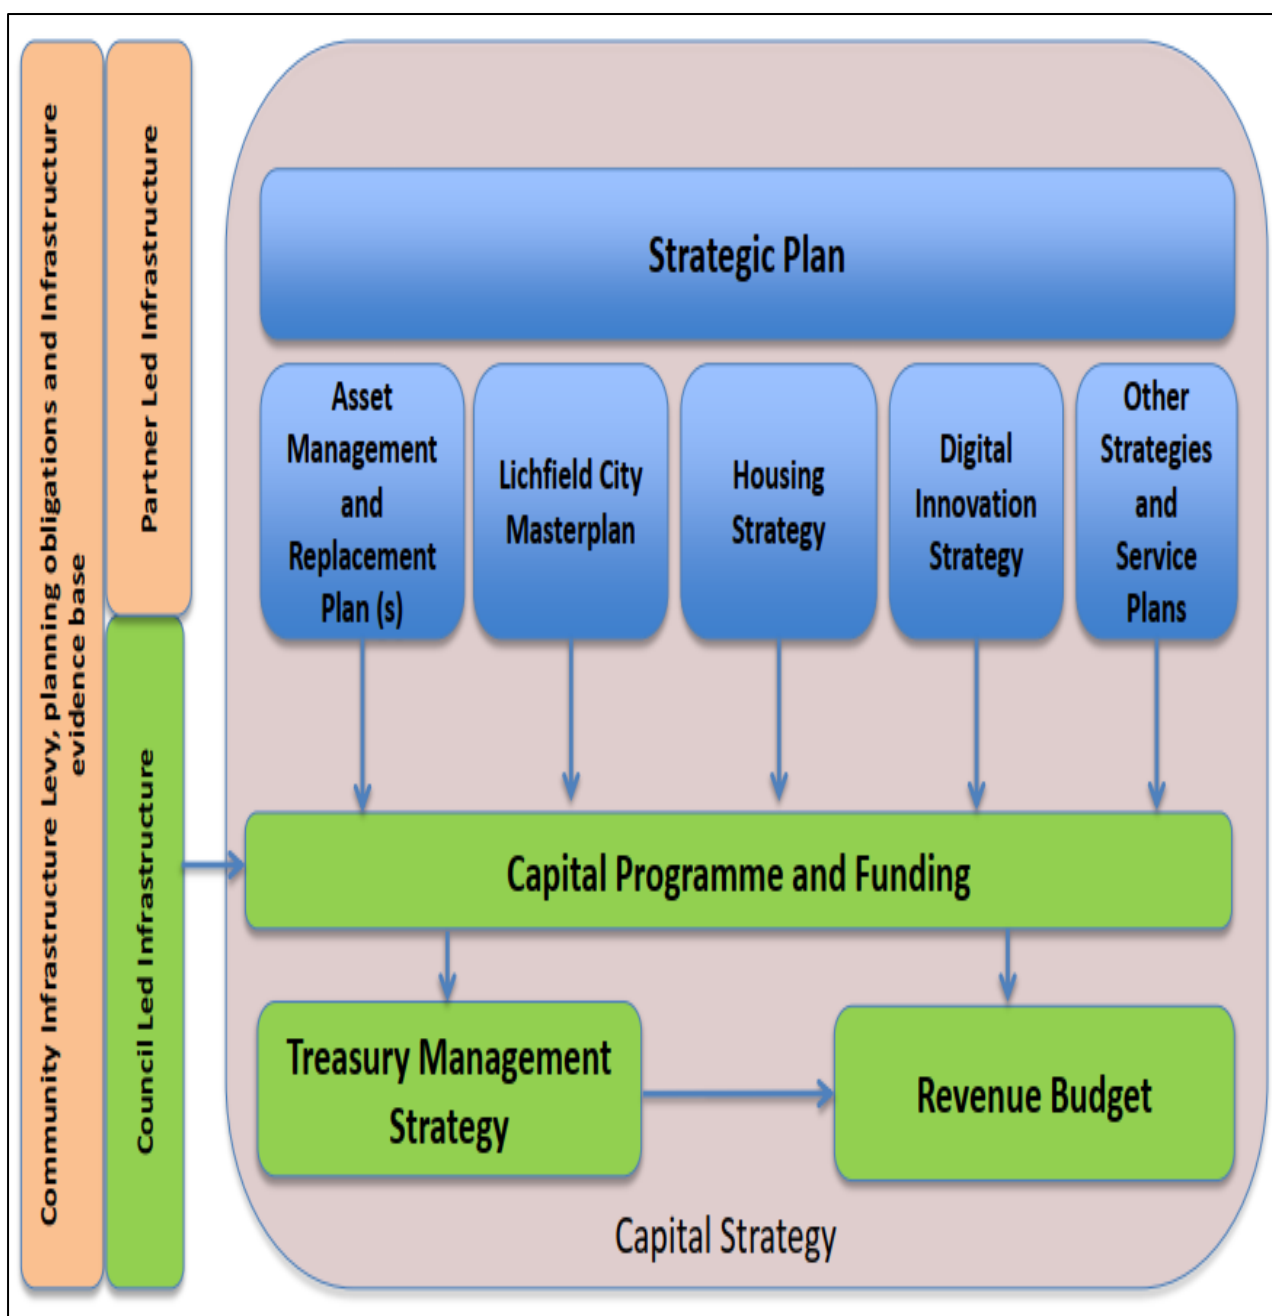 Community Infrastructure Levy, planning obligations and Infrastructure
evidence base
Partner Led Infrastructure
Council Led Infrastructure
Strategic Plan
Asset
Management
and
Replacement
Plan (s)
Lichfield City
Masterplan
Housing
Strategy
Digital
Innovation
Strategy
Other
Strategies
and
Service
Plans
Capital Programme and Funding
Treasury Management
Strategy
Revenue Budget
Capital Strategy